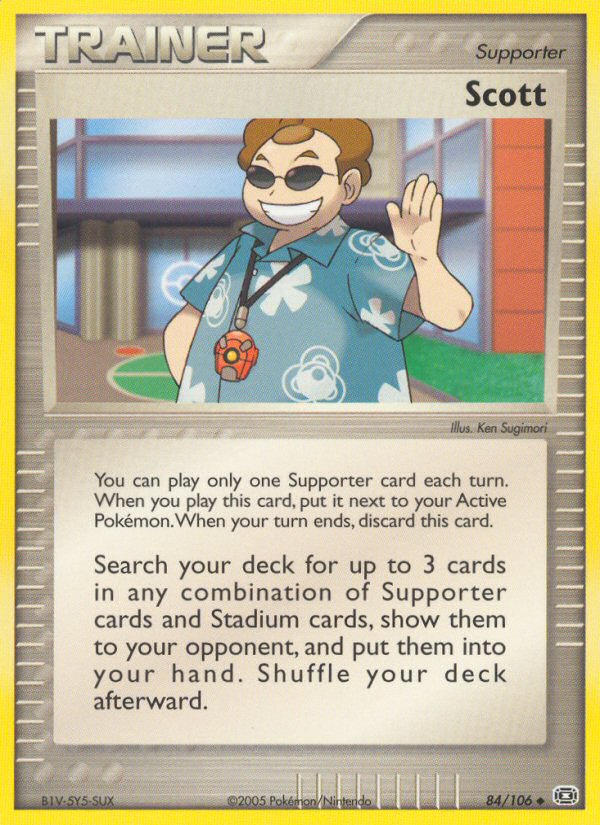 TRAINER
Supporter
Scott
Illus. Ken Sugimori
You can play only one Supporter card each turn.
When you play this card, put it next to your Active
Pokémon. When your turn ends, discard this card.
Search your deck for up to 3 cards
in any combination of Supporter
cards and Stadium cards, show them
to your opponent, and put them into
your hand. Shuffle your deck
afterward.
B1V-5Y5-SUX
©2005 Pokémon/Nintendo
84/106